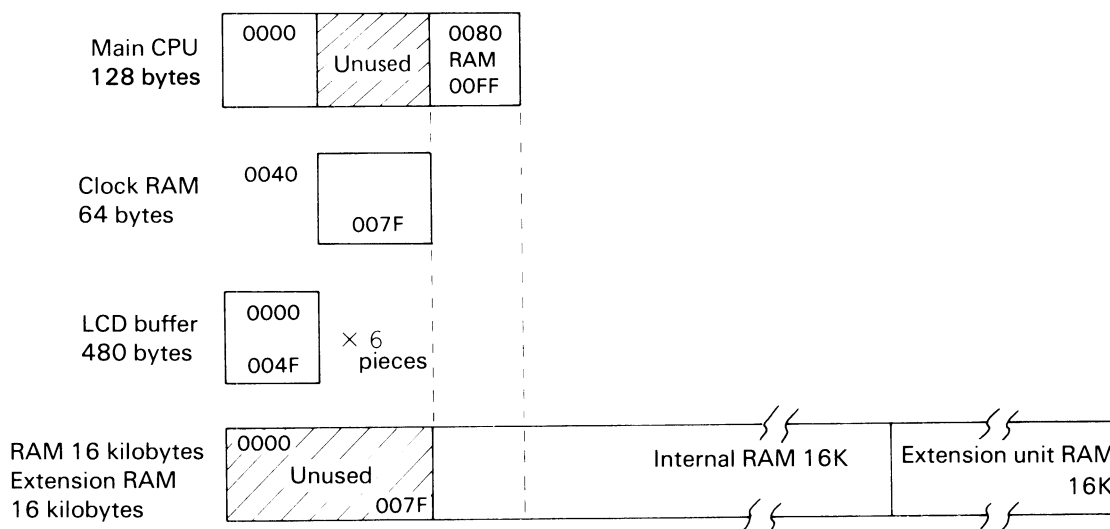 Main CPU
128 bytes
0000
Unused
0080
RAM
00FF
Clock RAM
64 bytes
0040
007F
LCD buffer
480 bytes
0000
004F
× 6
pieces
RAM 16 kilobytes
Extension RAM
16 kilobytes
0000
Unused
007F
Internal RAM 16K
Extension unit RAM
16K